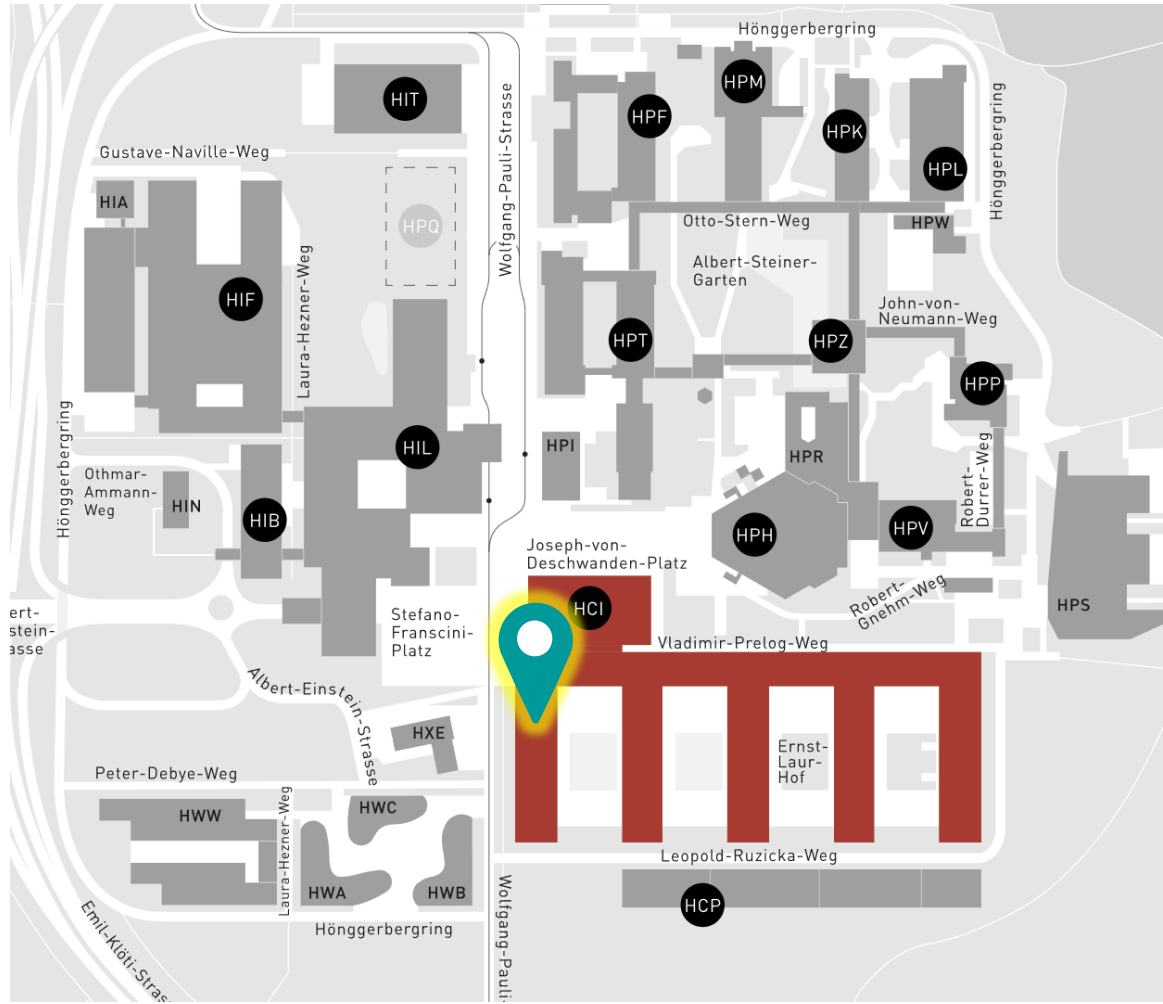 Hönggerbergring
HIT
HPF
HPM
HPK
HPL
Wolfgang-Pauli-Strasse
Gustave-Naville-Weg
HIA
HPQ
Hönggerbergring
Otto-Stern-Weg
HPW
Albert-Steiner-
Garten
HIF
Laura-Hezner-Weg
John-von-
Neumann-Weg
HPT
HPZ
HPP
HIL
HPI
HPR
Hönggerbergring
Othmar-
Ammann-
Weg
HIN
HIB
Robert-
Durrer-Weg
HPH
HPV
Joseph-von-
Deschwanden-Platz
Robert-
Gnehm-Weg
HPS
HCI
ert-
stein-
asse
Stefano-
Franscini-
Platz
Vladimir-Prelog-Weg
Albert-Einstein-Strasse
HXE
Ernst-
Laur-
Hof
Peter-Debye-Weg
HWW
HWC
Laura-Hezner-Weg
Leopold-Ruzicka-Weg
HWA
HWB
HCP
Hönggerbergring
Emil-Klöti-Stras
Wolfgang-Pauli-